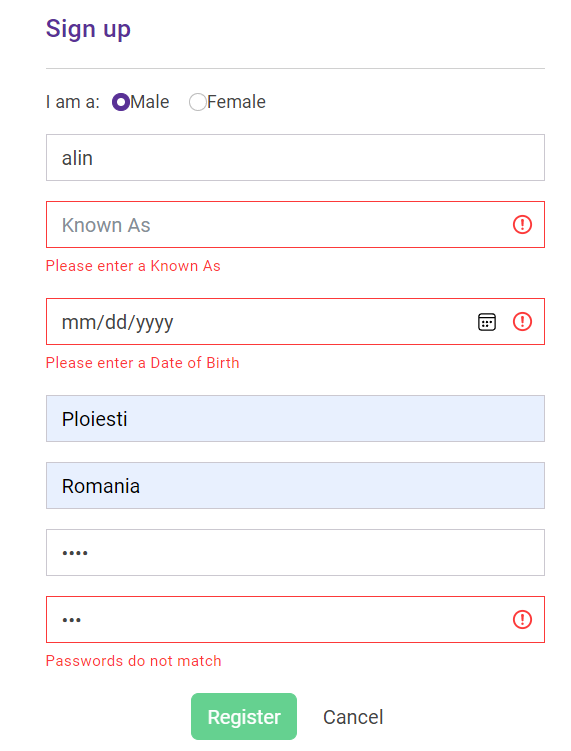 Sign up
I am a: Male Female
alin
Known As
Please enter a Known As
mm/dd/yyyy
Please enter a Date of Birth
Ploiesti
Romania
••••
•••
Passwords do not match
Register Cancel